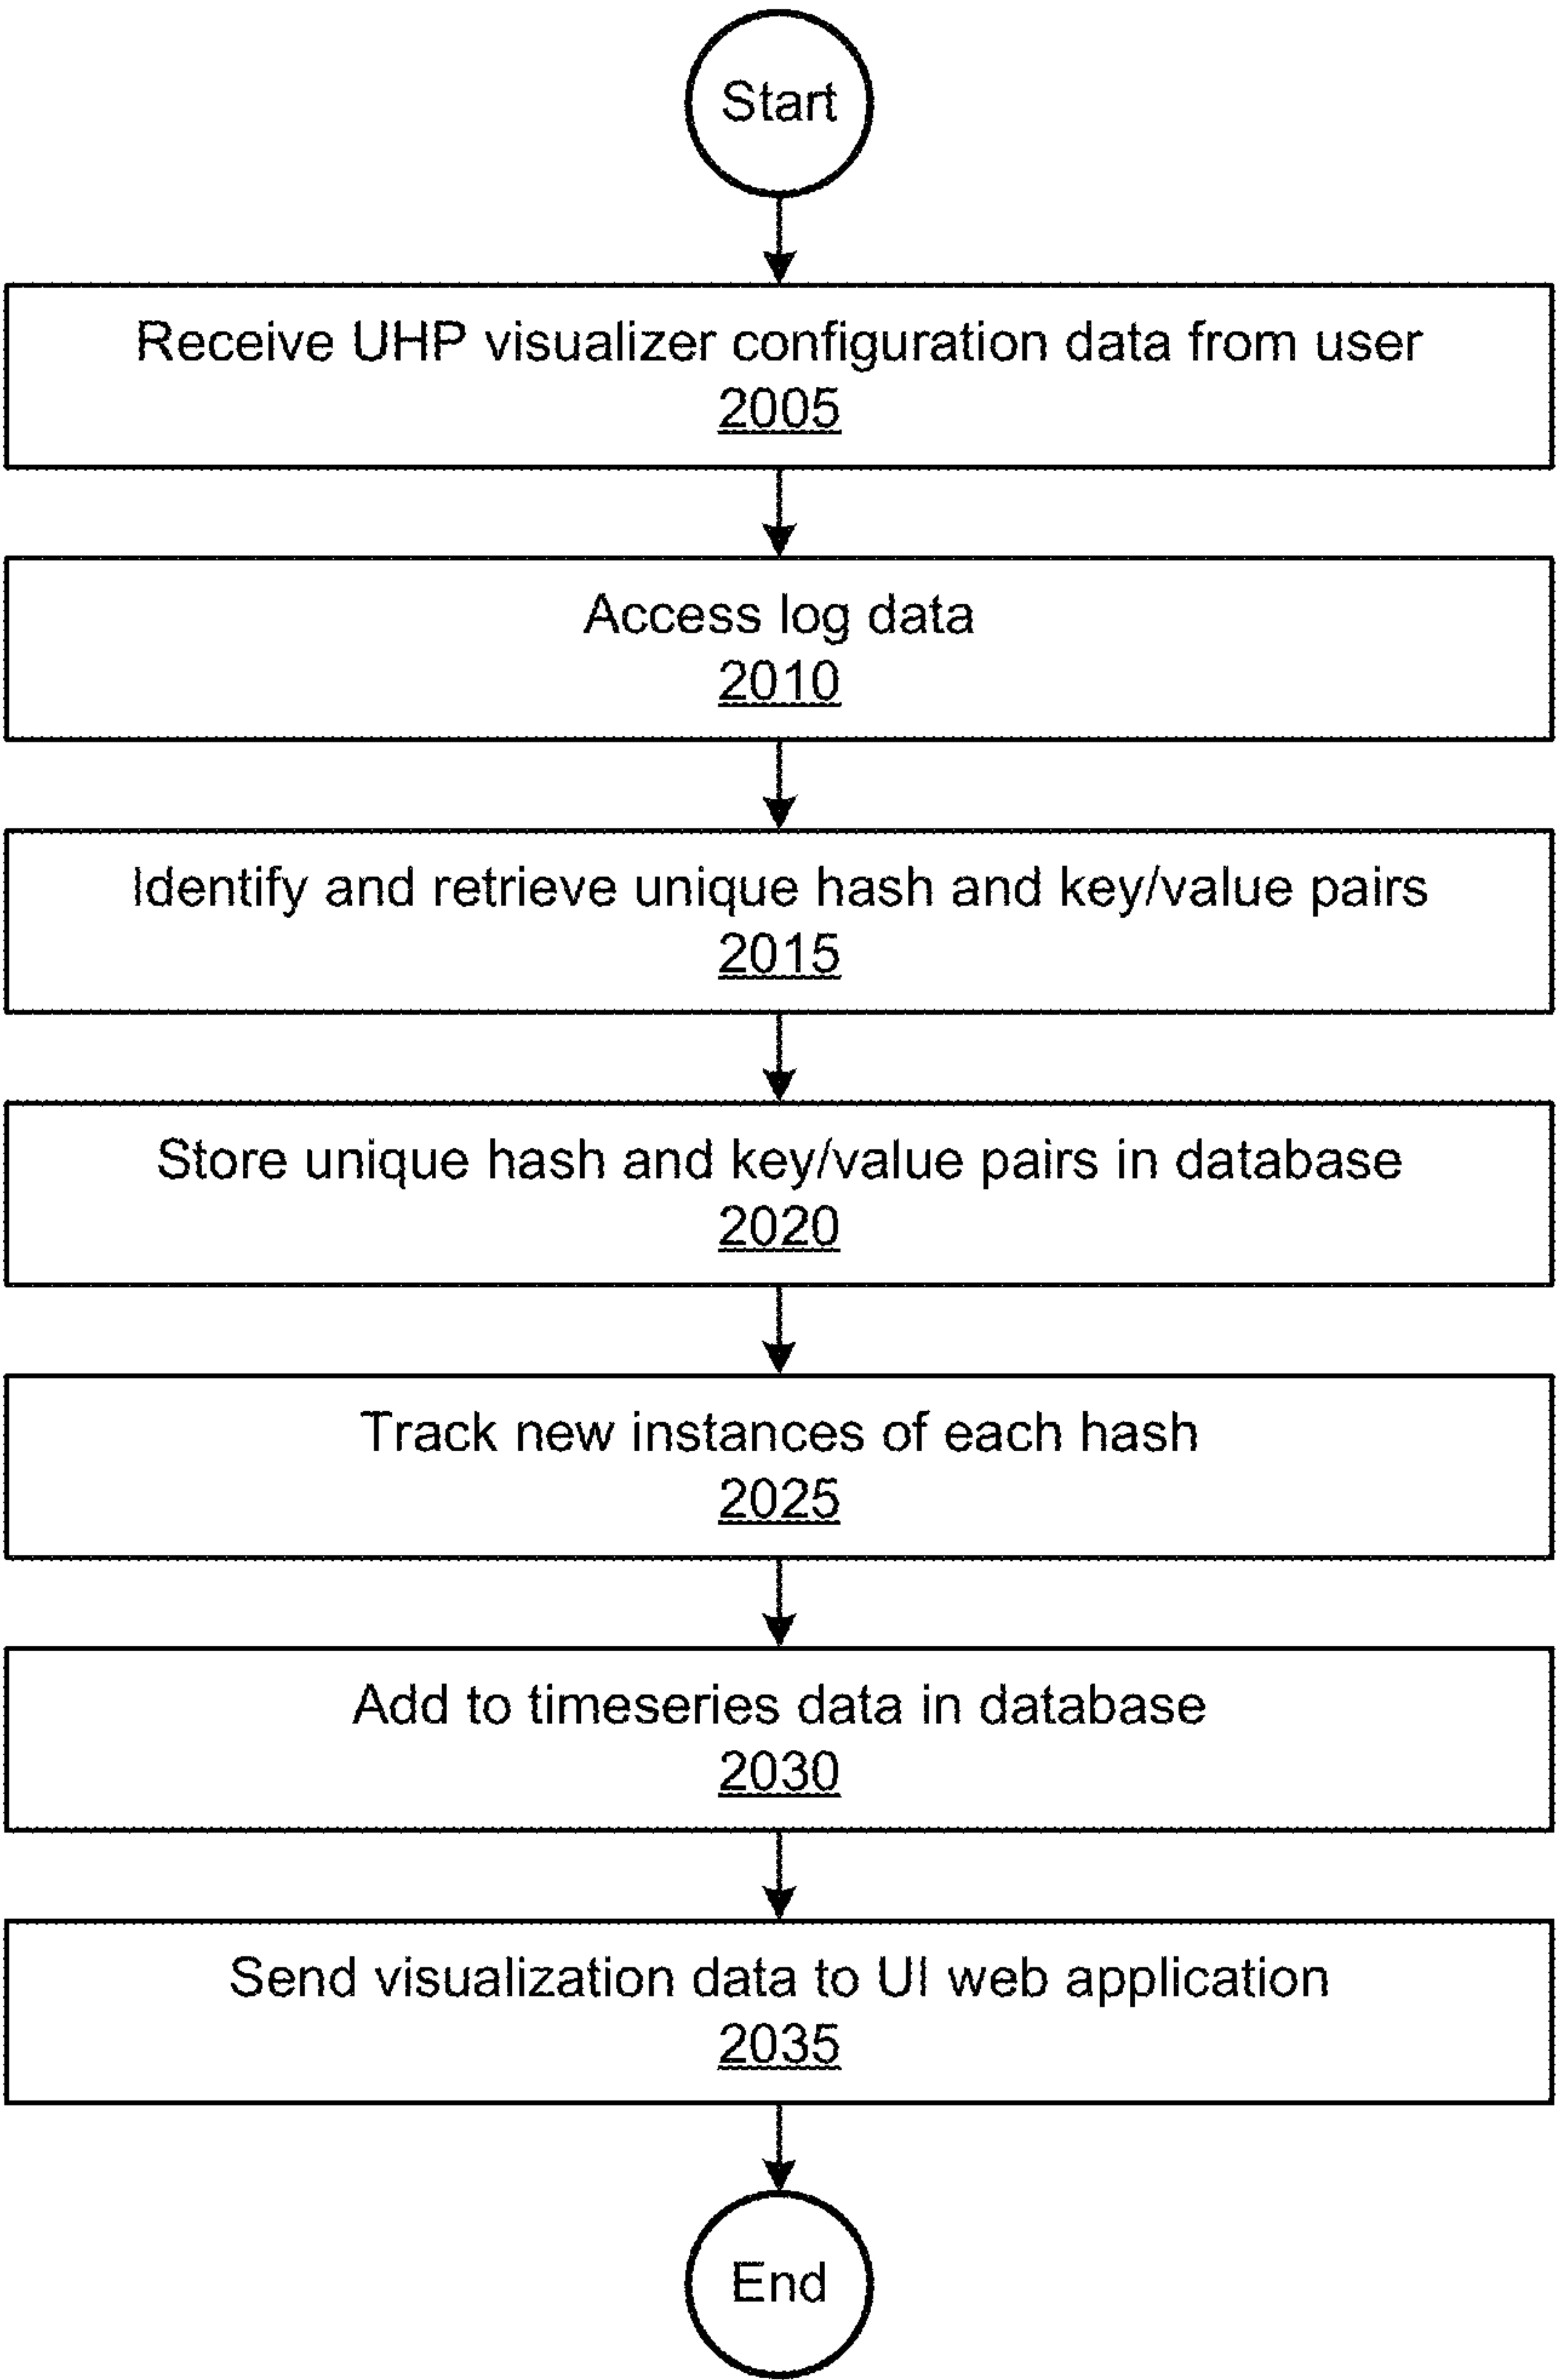 Start
Receive UHP visualizer configuration data from user
2005
Access log data
2010
Identify and retrieve unique hash and key/value pairs
2015
Store unique hash and key/value pairs in database
2020
Track new instances of each hash
2025
Add to timeseries data in database
2030
Send visualization data to UI web application
2035
End